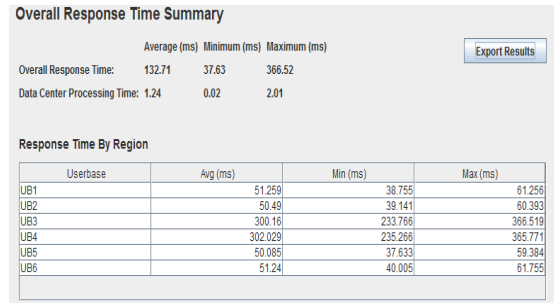 Overall Response Time Summary
Average (ms) Minimum (ms) Maximum (ms)
Export Results
Overall Response Time: 132.71 37.63 366.52
Data Center Processing Time: 1.24 0.02 2.01
Response Time By Region
Userbase Avg (ms) Min (ms) Max (ms)
UB1 51.259 38.755 61.256
UB2 50.49 39.141 60.393
UB3 300.16 233.766 366.519
UB4 302.029 235.266 365.771
UB5 50.085 37.633 59.384
UB6 51.24 40.005 61.755